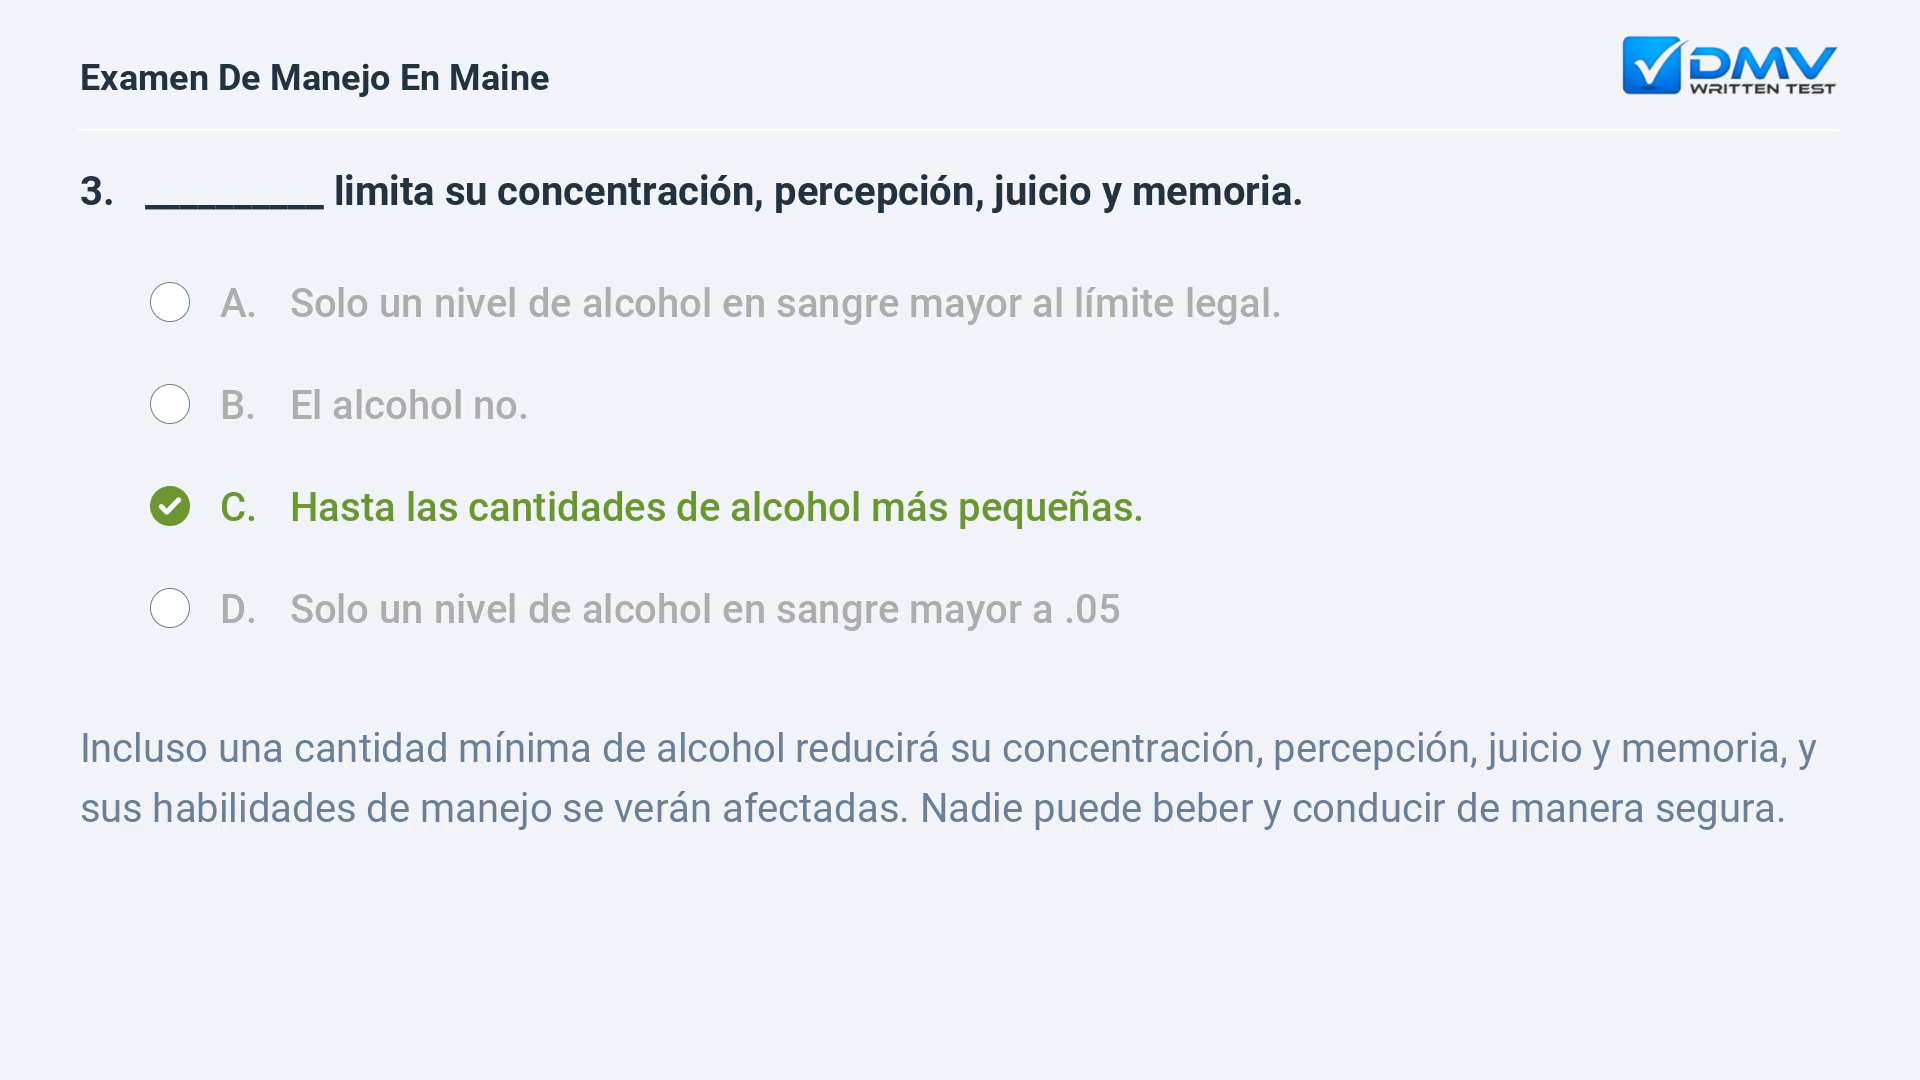 Examen De Manejo En Maine
DMV
WRITTEN TEST
3. __________ limita su concentración, percepción, juicio y memoria.
A. Solo un nivel de alcohol en sangre mayor al límite legal.
B. El alcohol no.
C. Hasta las cantidades de alcohol más pequeñas.
D. Solo un nivel de alcohol en sangre mayor a .05
Incluso una cantidad mínima de alcohol reducirá su concentración, percepción, juicio y memoria, y
sus habilidades de manejo se verán afectadas. Nadie puede beber y conducir de manera segura.